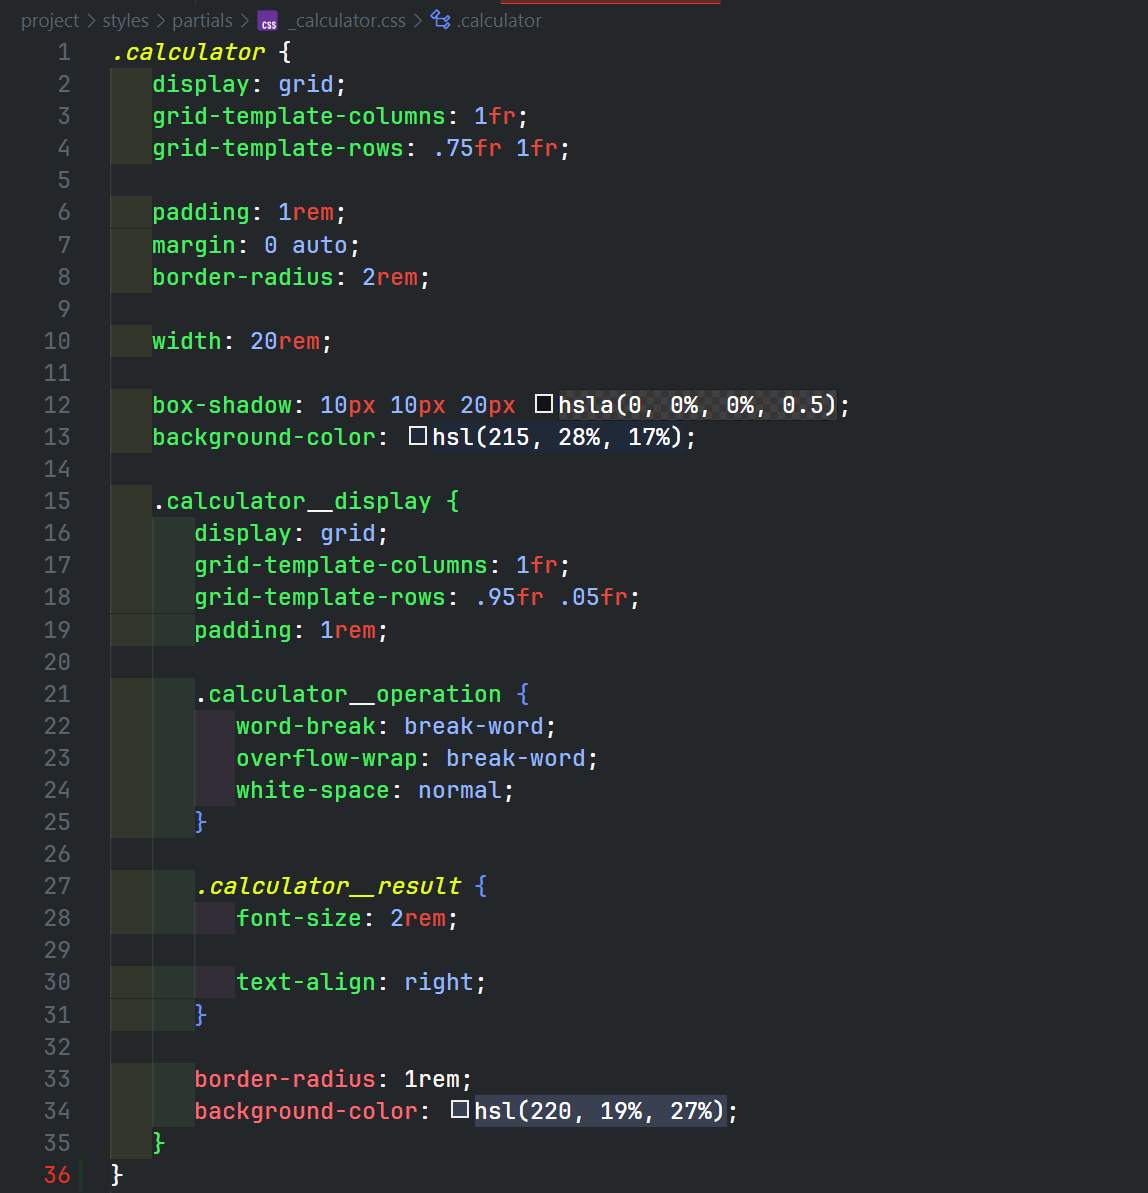 project > styles > partials > css _calculator.css > .calculator
1 .calculator {
2 display: grid;
3 grid-template-columns: 1fr;
4 grid-template-rows: .75fr 1fr;
5
6 padding: 1rem;
7 margin: 0 auto;
8 border-radius: 2rem;
9
10 width: 20rem;
11
12 box-shadow: 10px 10px 20px hsla(0, 0%, 0%, 0.5);
13 background-color: hsl(215, 28%, 17%);
14
15 .calculator__display {
16 display: grid;
17 grid-template-columns: 1fr;
18 grid-template-rows: .95fr .05fr;
19 padding: 1rem;
20
21 .calculator__operation {
22 word-break: break-word;
23 overflow-wrap: break-word;
24 white-space: normal;
25 }
26
27 .calculator__result {
28 font-size: 2rem;
29
30 text-align: right;
31 }
32
33 border-radius: 1rem;
34 background-color: hsl(220, 19%, 27%);
35 }
36 }